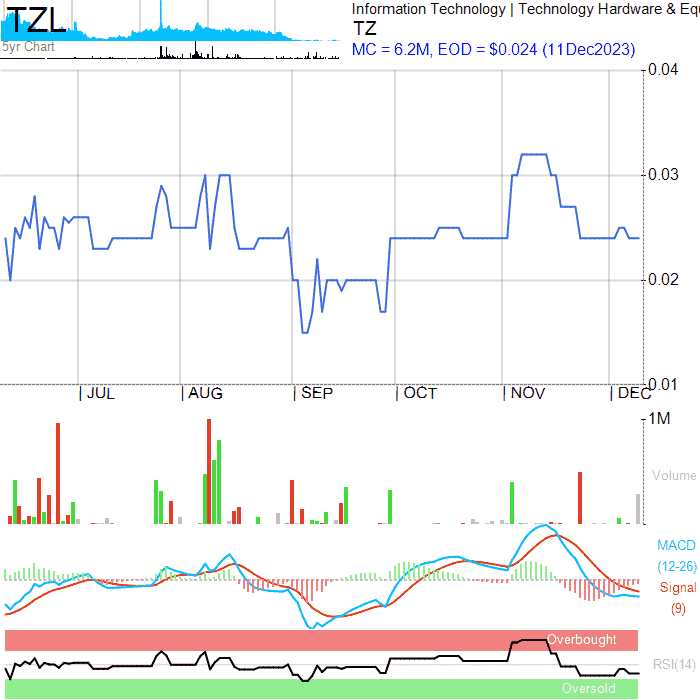 TZL
5yr Chart
Information Technology | Technology Hardware & Equ
TZ
MC = 6.2M, EOD = $0.024 (11Dec2023)
0.04
0.03
0.02
0.01
JUL AUG SEP OCT NOV DEC
1M
Volume
MACD
(12-26)
Signal
(9)
Overbought
RSI(14)
Oversold